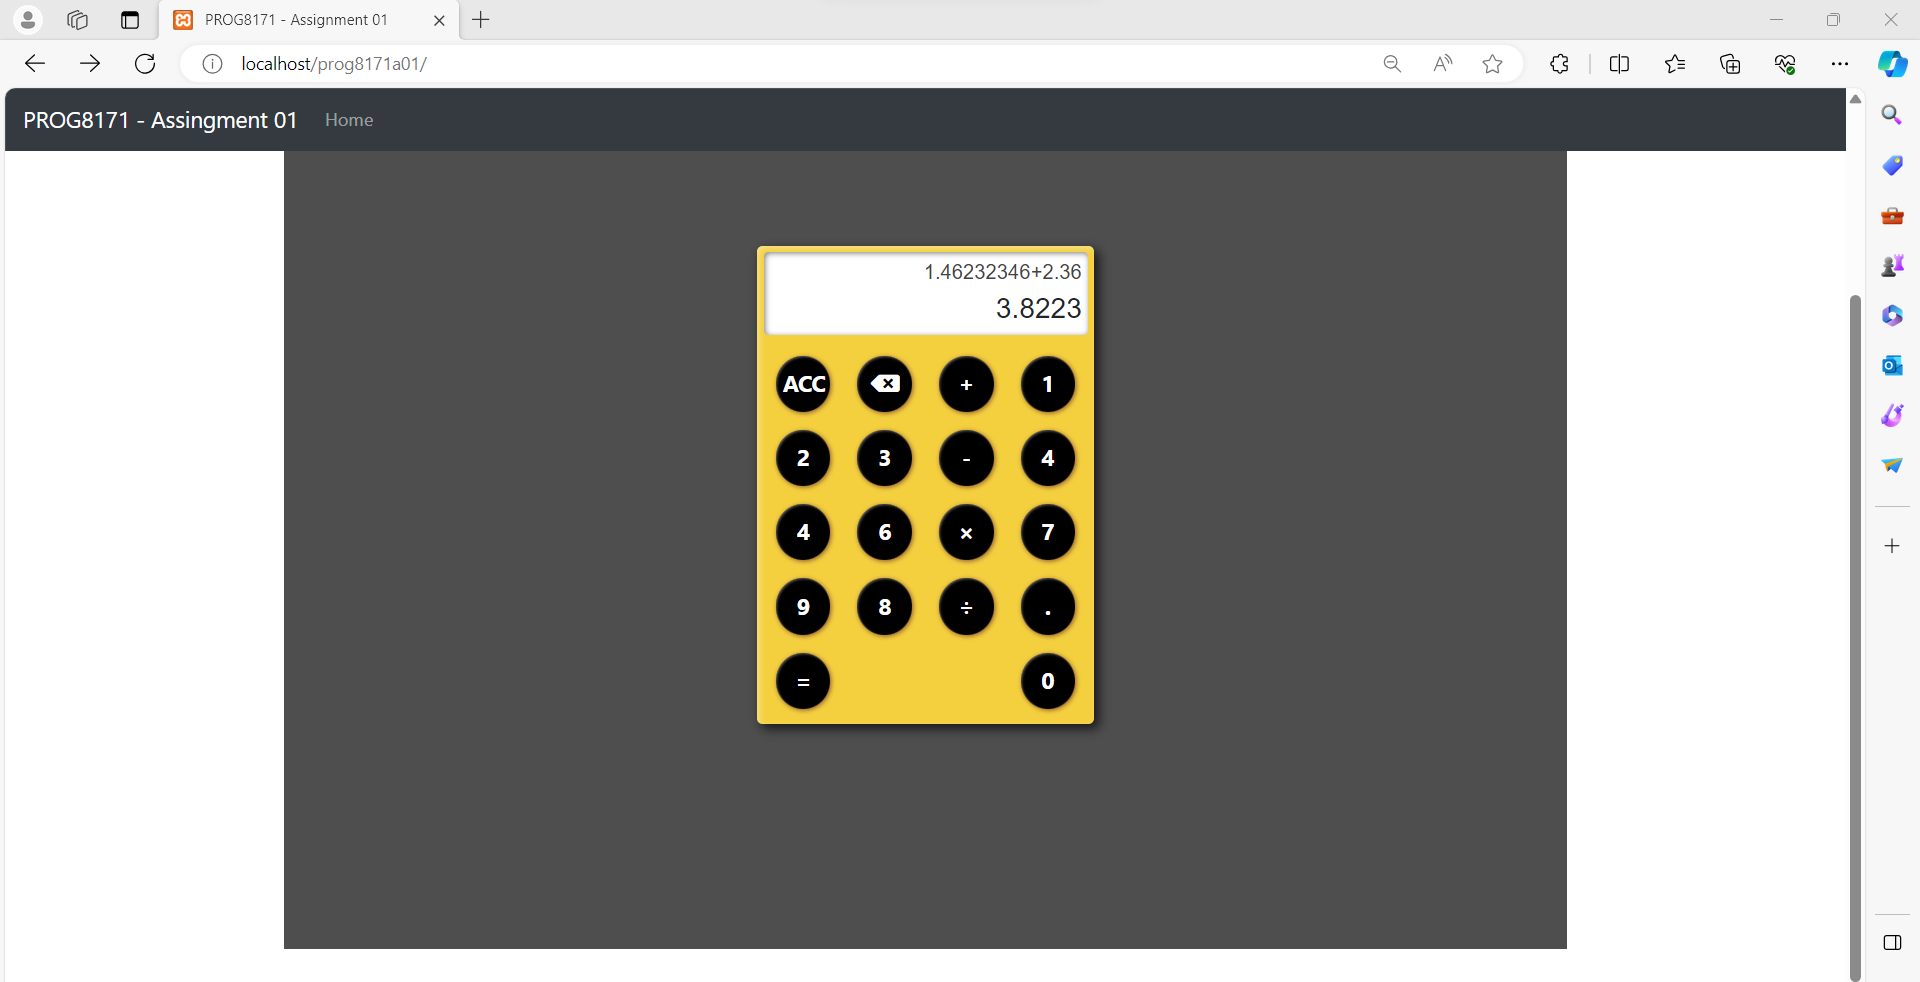 PROG8171 - Assignment 01
localhost/prog8171a01/
PROG8171 - Assingment 01 Home
1.46232346+2.36
3.8223
ACC + 1
2 3 - 4
4 6 × 7
9 8 ÷ .
= 0